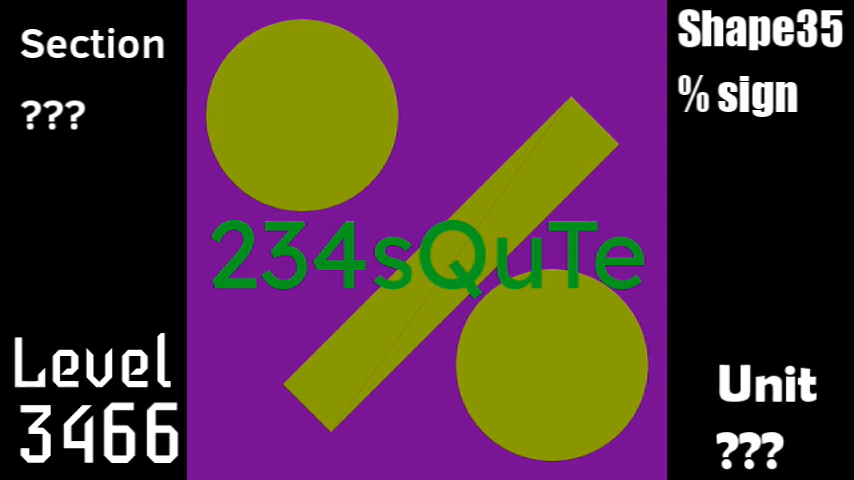 Section
???
Shape35
% sign
234sQuTe
Level
3466
Unit
???